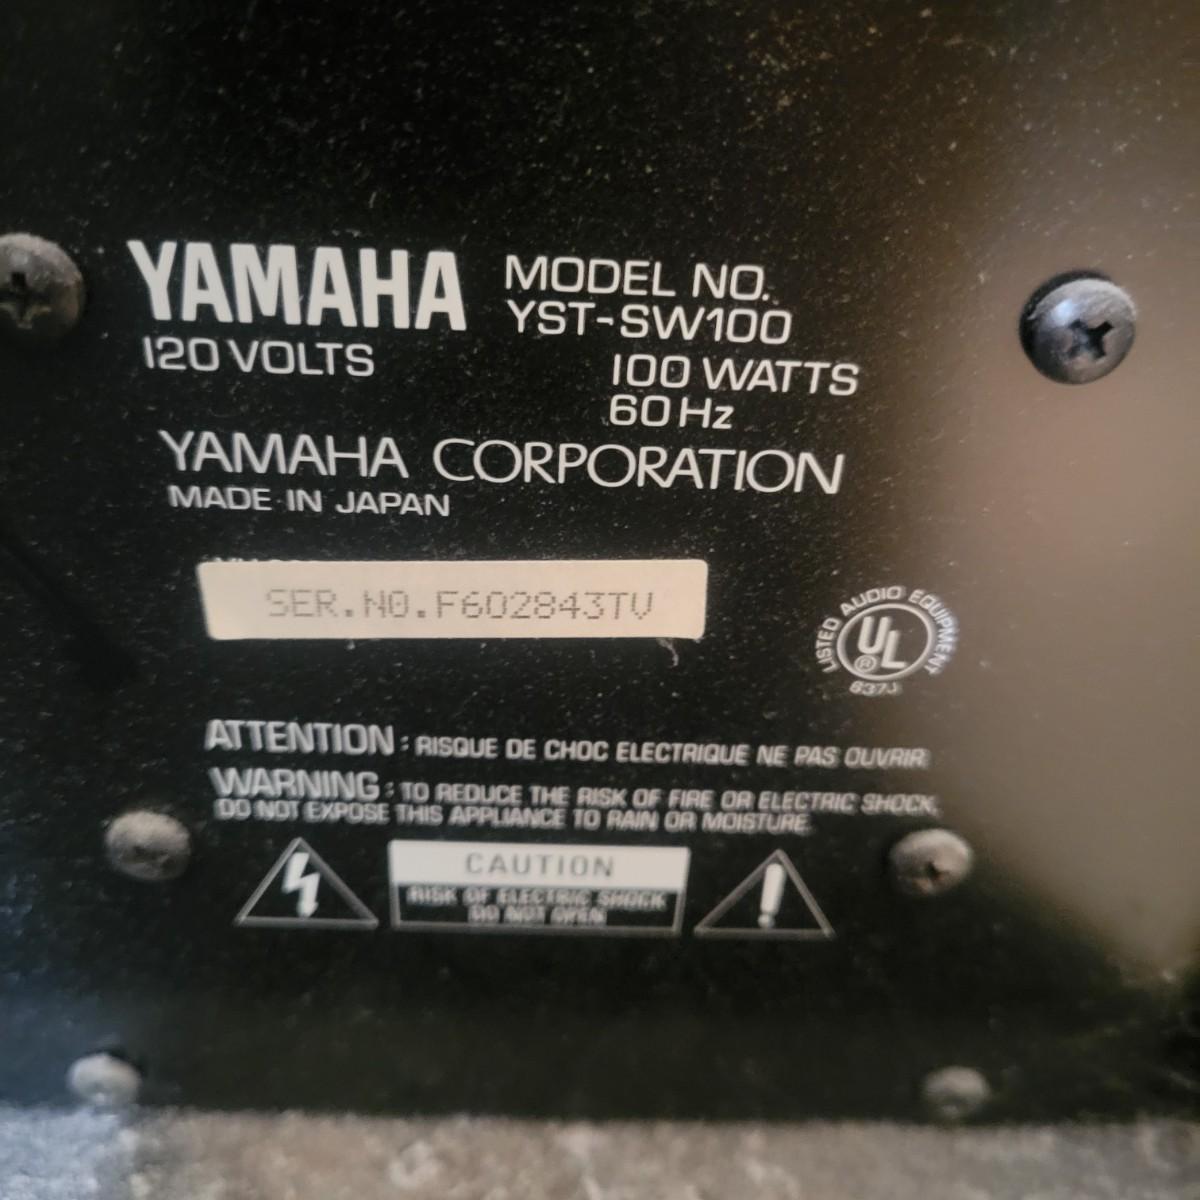 YAMAHA
MODEL NO.
YST-SW100
120 VOLTS
100 WATTS
60 Hz
YAMAHA CORPORATION
MADE IN JAPAN
SER.NO.F602843TV
LISTED AUDIO EQUIPMENT
UL
®
637J
ATTENTION : RISQUE DE CHOC ELECTRIQUE NE PAS OUVRIR
WARNING : TO REDUCE THE RISK OF FIRE OR ELECTRIC SHOCK,
DO NOT EXPOSE THIS APPLIANCE TO RAIN OR MOISTURE.
CAUTION
RISK OF ELECTRIC SHOCK
DO NOT OPEN